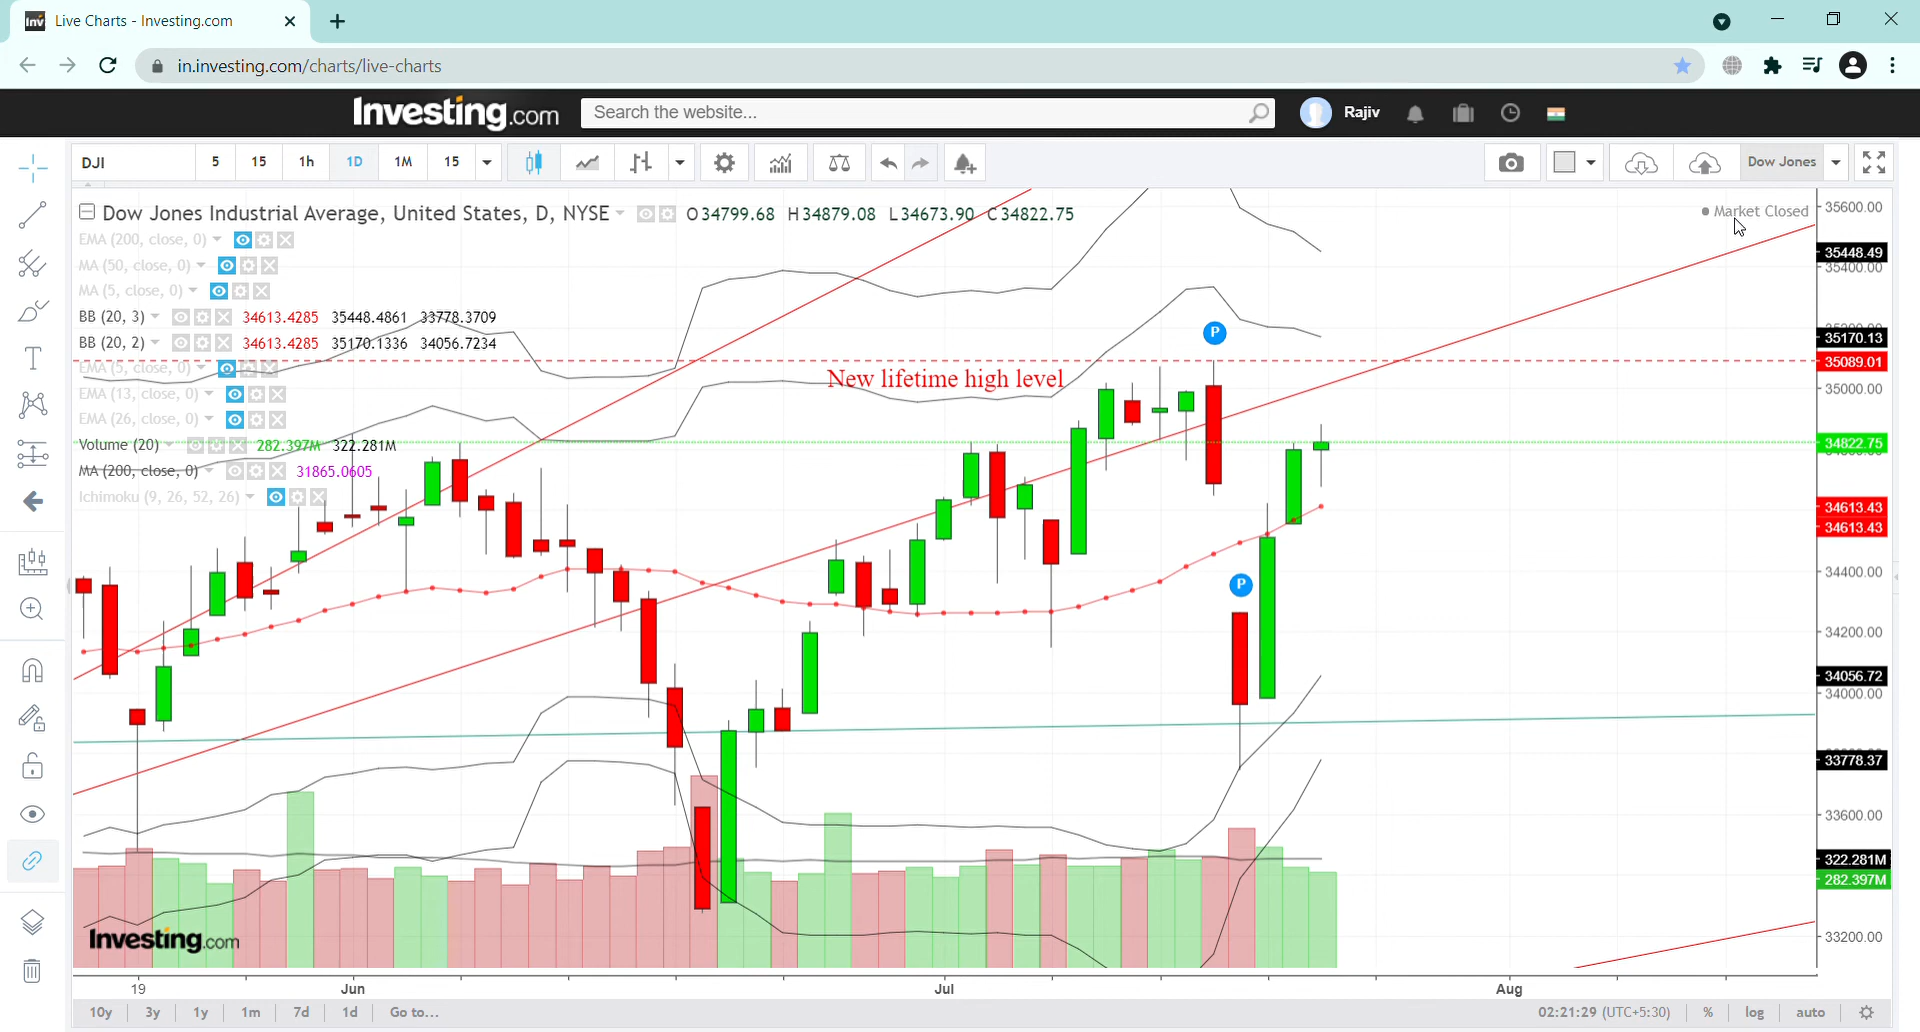 Inv Live Charts - Investing.com
in.investing.com/charts/live-charts
Investing.com Search the website... Rajiv
DJI 5 15 1h 1D 1M 15 Dow Jones
Dow Jones Industrial Average, United States, D, NYSE O34799.68 H34879.08 L34673.90 C34822.75
Market Closed
EMA (200, close, 0)
MA (50, close, 0)
MA (5, close, 0)
BB (20, 3) 34613.4285 35448.4861 33778.3709
BB (20, 2) 34613.4285 35170.1336 34056.7234
EMA (5, close, 0)
EMA (13, close, 0)
EMA (26, close, 0)
Volume (20) 282.397M 322.281M
MA (200, close, 0) 31865.0605
Ichimoku (9, 26, 52, 26)
New lifetime high level
P
P
T
35600.00
35448.49
35400.00
35170.13
35089.01
35000.00
34822.75
34613.43
34613.43
34400.00
34200.00
34056.72
34000.00
33778.37
33600.00
322.281M
282.397M
33200.00
Investing.com
19 Jun Jul Aug
10y 3y 1y 1m 7d 1d Go to... 02:21:29 (UTC+5:30) % log auto